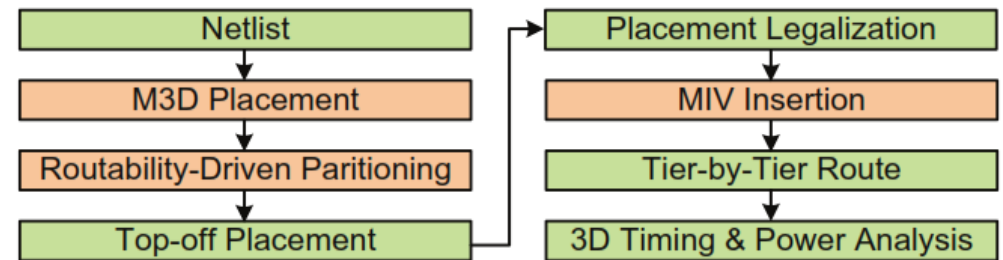 Netlist
M3D Placement
Routability-Driven Paritioning
Top-off Placement
Placement Legalization
MIV Insertion
Tier-by-Tier Route
3D Timing & Power Analysis